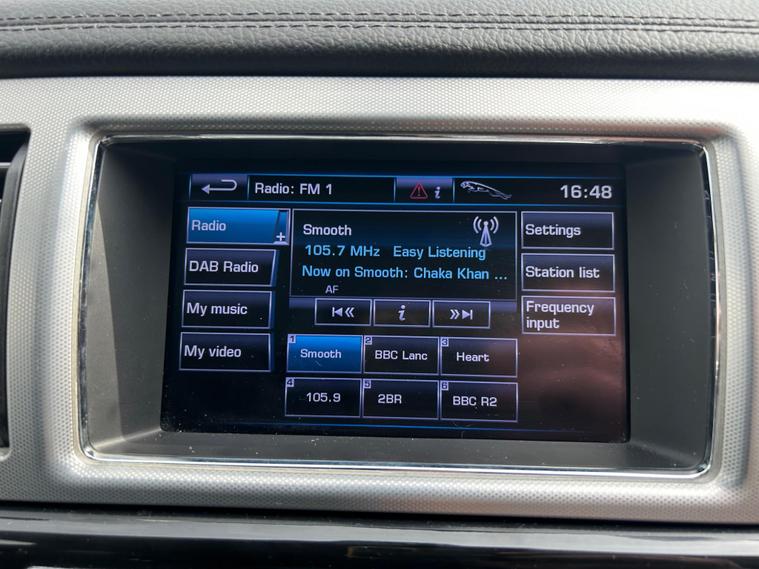 Radio: FM 1
i
16:48
Radio
+
DAB Radio
My music
My video
Smooth
105.7 MHz Easy Listening
Now on Smooth: Chaka Khan ...
AF
i
Settings
Station list
Frequency
input
1 Smooth
2 BBC Lanc
3 Heart
4 105.9
5 2BR
6 BBC R2